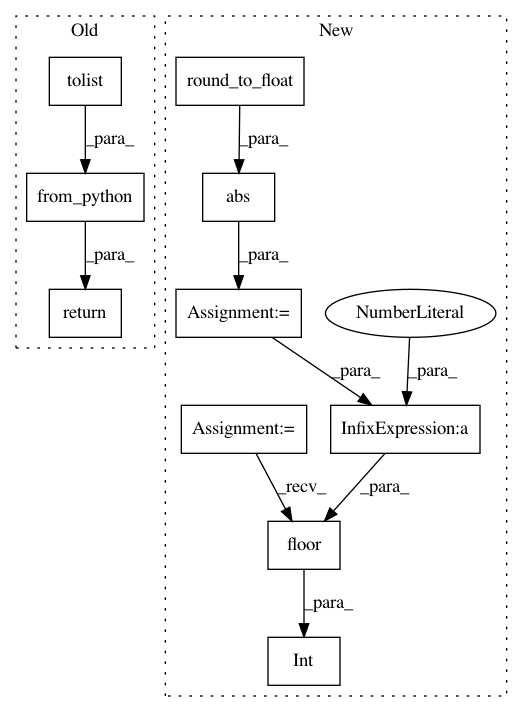 Old
New
tolist
round_to_float
_para_
_para_
from_python
abs
_para_
_para_
return
Assignment:=
NumberLiteral
_para_
_para_
Assignment:=
InfixExpression:a
_recv_
_para_
floor
_para_
Int